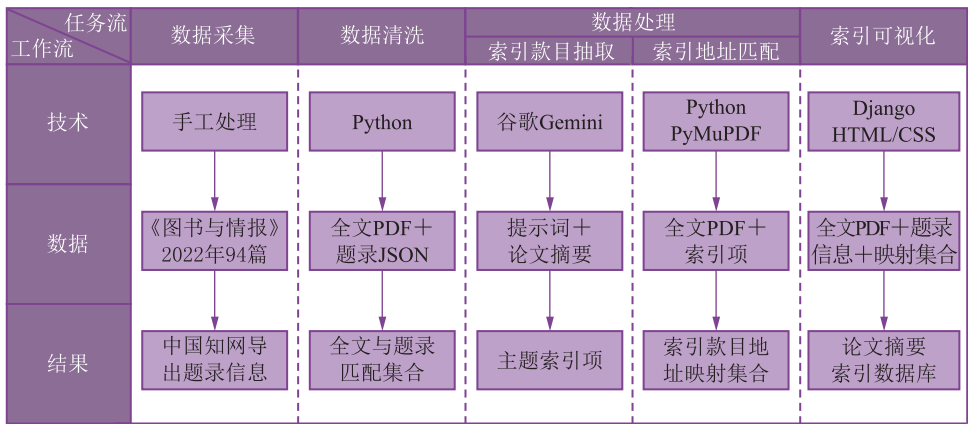 任务流
工作流
数据采集
数据清洗
数据处理
索引款目抽取
索引地址匹配
索引可视化
技术
手工处理
Python
谷歌Gemini
Python
PyMuPDF
Django
HTML/CSS
数据
《图书与情报》
2022年94篇
全文PDF＋
题录JSON
提示词＋
论文摘要
全文PDF＋
索引项
全文PDF＋题录
信息＋映射集合
结果
中国知网导
出题录信息
全文与题录
匹配集合
主题索引项
索引款目地
址映射集合
论文摘要
索引数据库